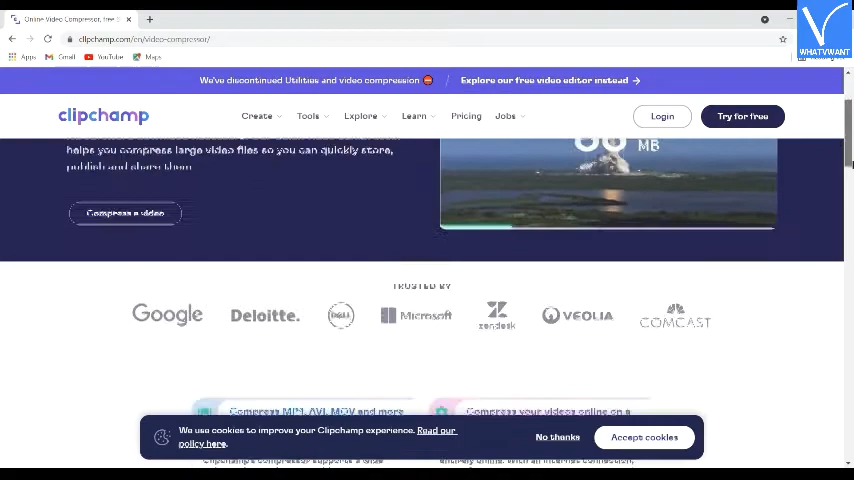 Online Video Compressor, free
clipchamp.com/en/video-compressor/
Apps Gmail YouTube Maps
WHATVWANT
We've discontinued Utilities and video compression / Explore our free video editor instead →
clipchamp Create Tools Explore Learn Pricing Jobs Login Try for free
helps you compress large video files so you can quickly store,
publish and share them
MB
Compress a video
TRUSTED BY
Google Deloitte. DELL Microsoft zendesk VEOLIA COMCAST
Compress MP4, AVI, MOV and more Compress your videos online on a
We use cookies to improve your Clipchamp experience. Read our
policy here.
No thanks Accept cookies